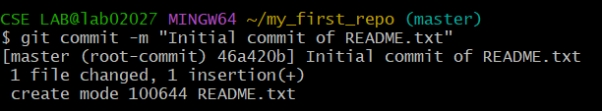 CSE LAB@lab02027 MINGW64 ~/my_first_repo (master)
$ git commit -m "Initial commit of README.txt"
[master (root-commit) 46a420b] Initial commit of README.txt
 1 file changed, 1 insertion(+)
 create mode 100644 README.txt